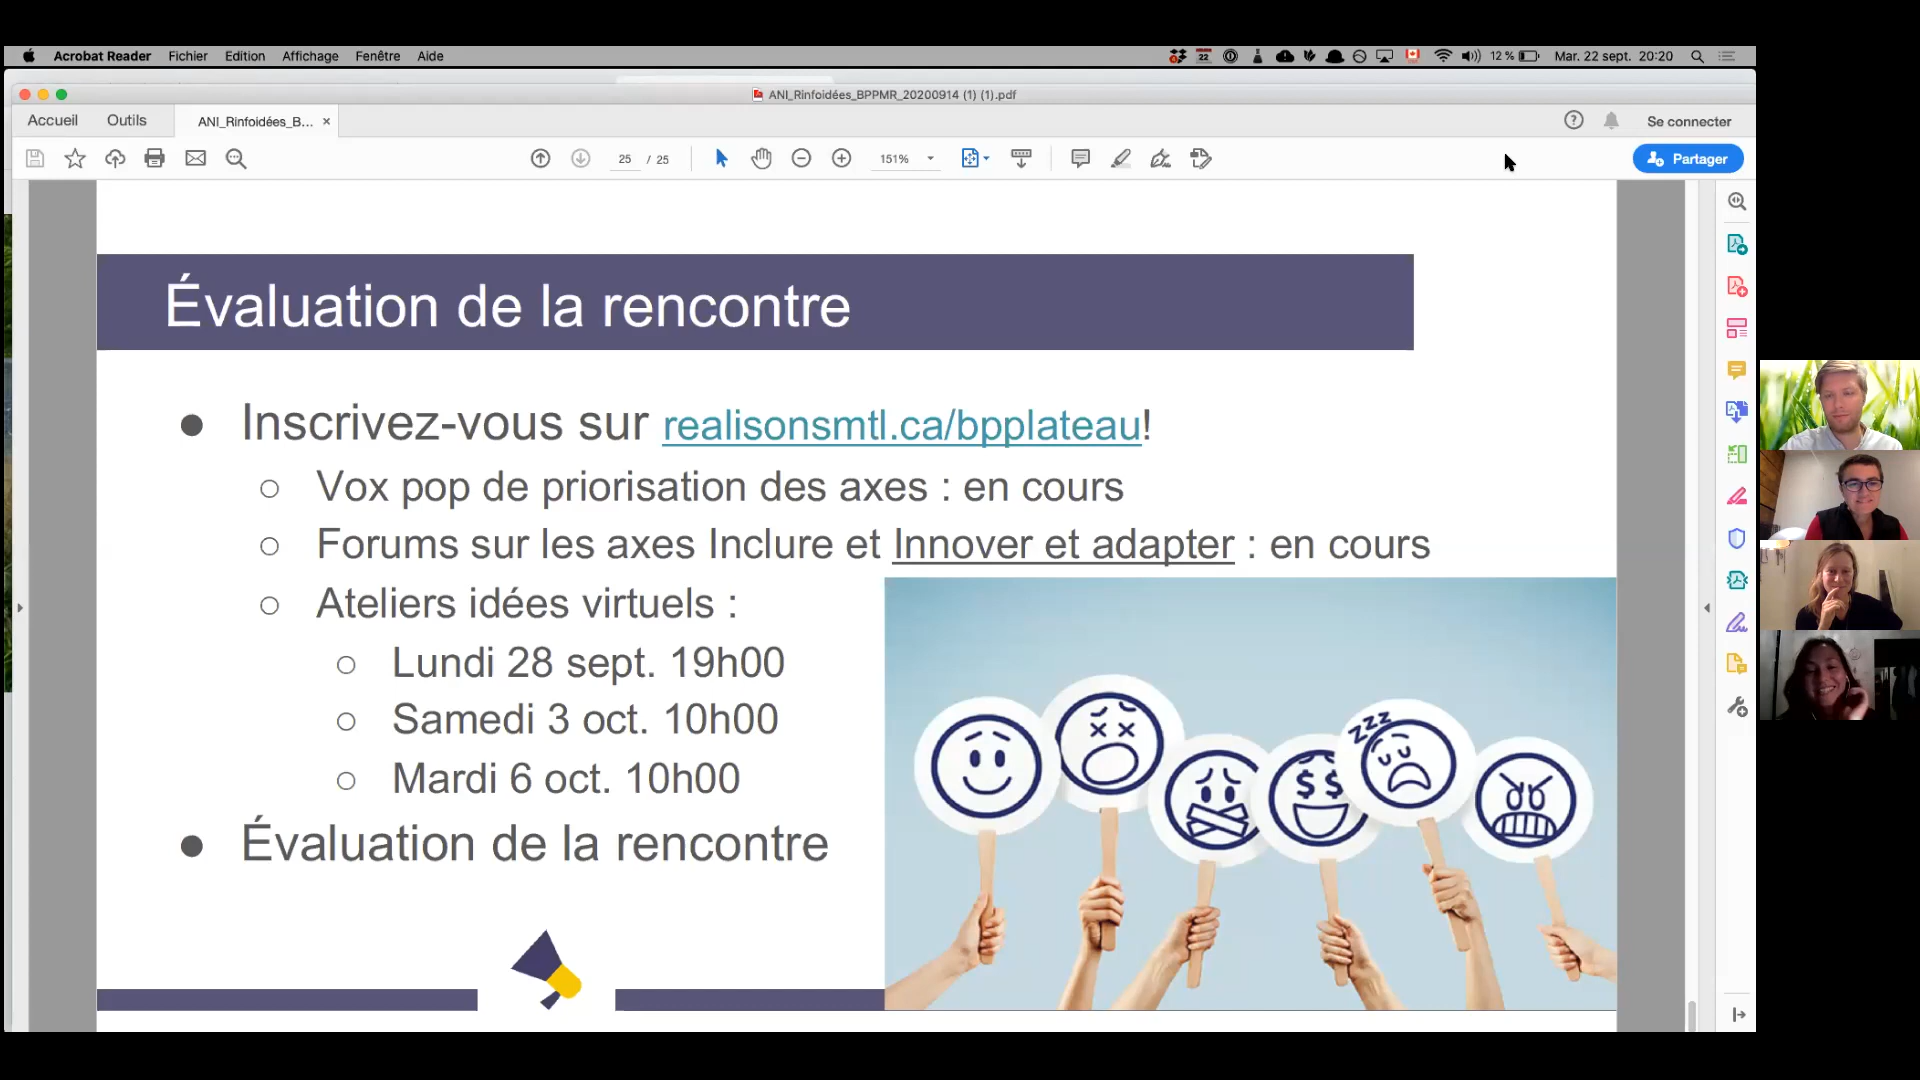 Acrobat Reader Fichier Edition Affichage Fenêtre Aide 22 12 % Mar. 22 sept. 20:20
ANI_Rinfoidées_BPPMR_20200914 (1) (1).pdf
Accueil Outils ANI_Rinfoidées_B... × Se connecter
25 / 25 151% Partager
Évaluation de la rencontre
● Inscrivez-vous sur realisonsmtl.ca/bpplateau!
○ Vox pop de priorisation des axes : en cours
○ Forums sur les axes Inclure et Innover et adapter : en cours
○ Ateliers idées virtuels :
○ Lundi 28 sept. 19h00
○ Samedi 3 oct. 10h00
○ Mardi 6 oct. 10h00
● Évaluation de la rencontre
zzz
$ $